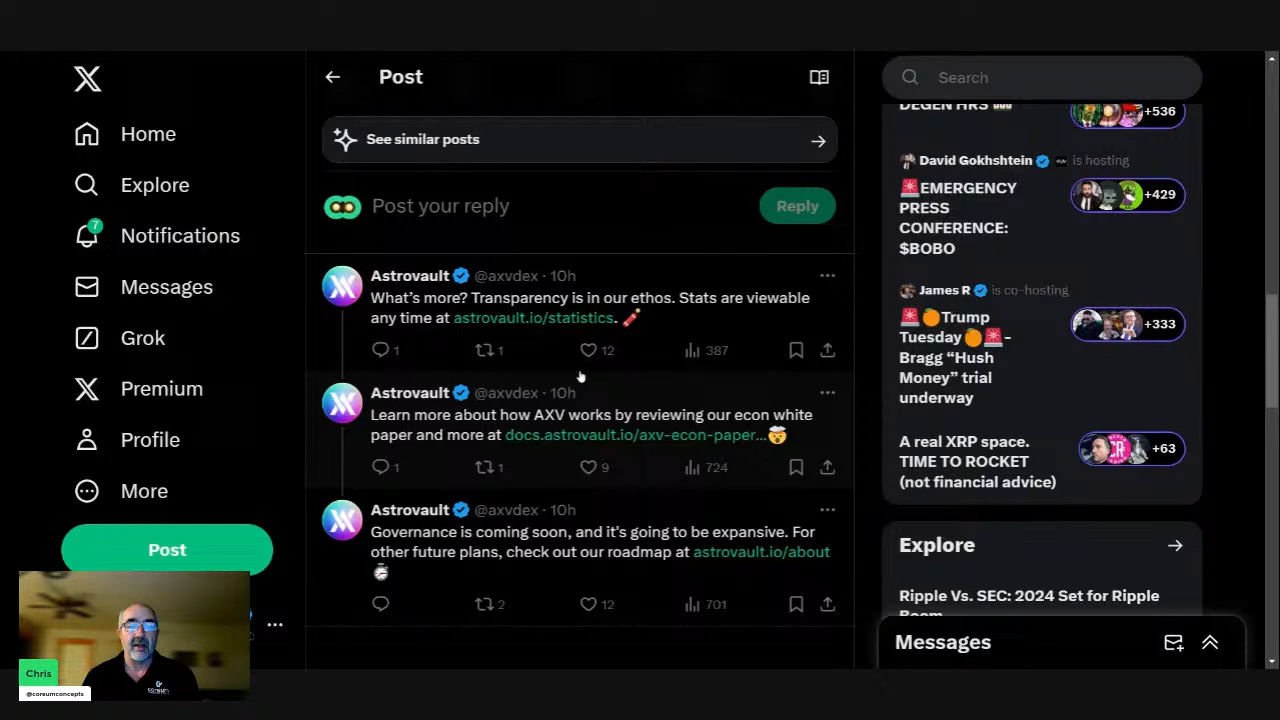 Home
Explore
7
Notifications
Messages
Grok
Premium
Profile
More
Post
Chris
@coreumconcepts
coreum
Post
See similar posts
Post your reply
Reply
Astrovault @axvdex · 10h
What's more? Transparency is in our ethos. Stats are viewable
any time at astrovault.io/statistics. 🧨
1 1 12 387
Astrovault @axvdex · 10h
Learn more about how AXV works by reviewing our econ white
paper and more at docs.astrovault.io/axv-econ-paper...🤯
1 1 9 724
Astrovault @axvdex · 10h
Governance is coming soon, and it's going to be expansive. For
other future plans, check out our roadmap at astrovault.io/about
⏱️
2 12 701
Search
DEGEN HRS
+536
David Gokhshtein is hosting
🚨EMERGENCY
PRESS
CONFERENCE:
$BOBO
+429
James R is co-hosting
🚨🍊Trump
Tuesday🍊🚨-
Bragg “Hush
Money” trial
underway
+333
A real XRP space.
TIME TO ROCKET
(not financial advice)
+63
Explore
Ripple Vs. SEC: 2024 Set for Ripple
Boom
Messages